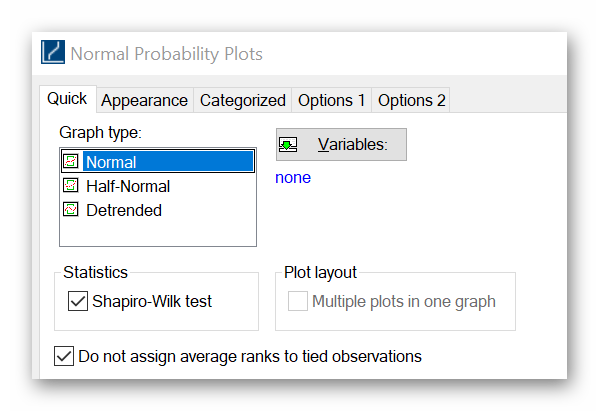 Normal Probability Plots
Quick Appearance Categorized Options 1 Options 2
Graph type:
Variables:
Normal
none
Half-Normal
Detrended
Statistics
Plot layout
Shapiro-Wilk test
Multiple plots in one graph
Do not assign average ranks to tied observations